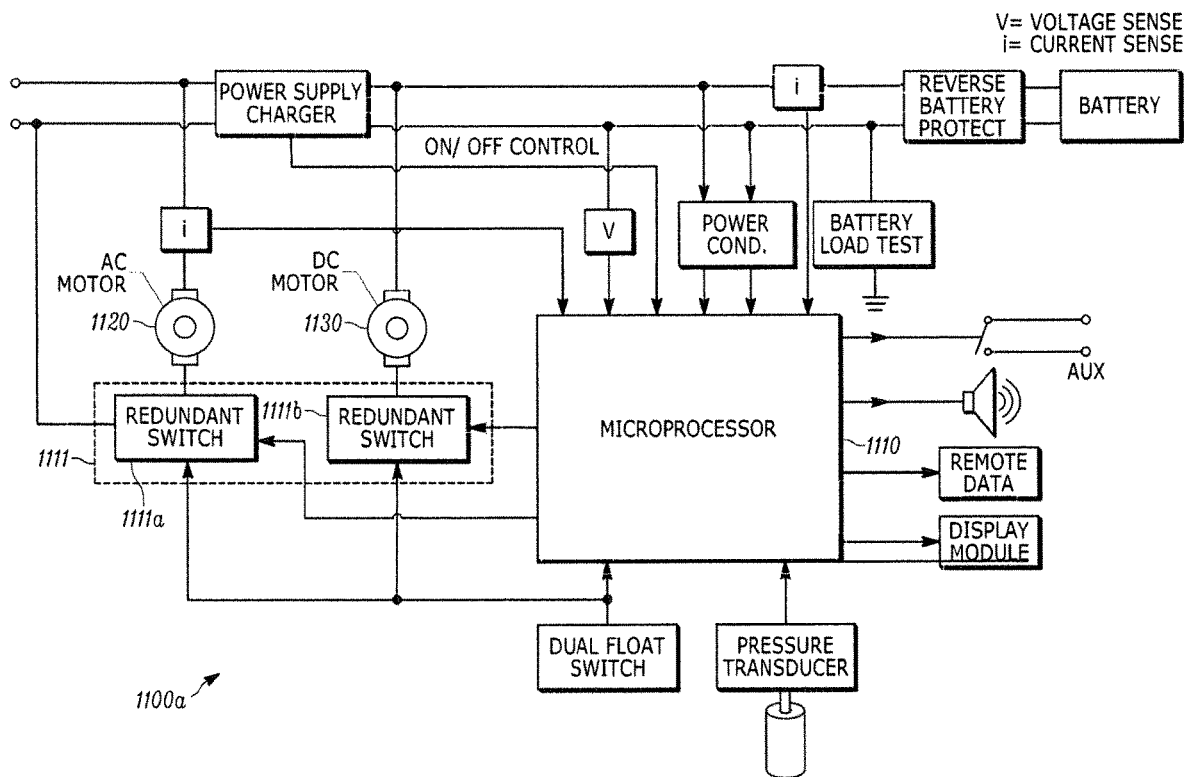 V= VOLTAGE SENSE
i= CURRENT SENSE
POWER SUPPLY
CHARGER
i
REVERSE
BATTERY
PROTECT
BATTERY
ON/ OFF CONTROL
i
V
POWER
COND.
BATTERY
LOAD TEST
AC
MOTOR
1120
DC
MOTOR
1130
AUX
REDUNDANT
SWITCH
1111b
REDUNDANT
SWITCH
MICROPROCESSOR
1110
1111
1111a
REMOTE
DATA
DISPLAY
MODULE
DUAL FLOAT
SWITCH
PRESSURE
TRANSDUCER
1100a